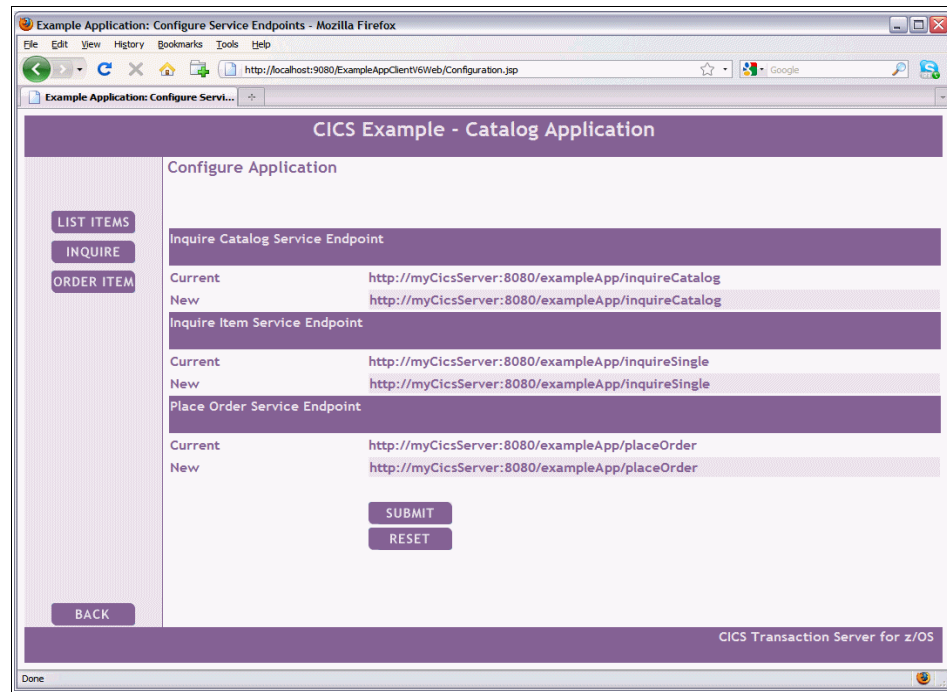 Example Application: Configure Service Endpoints - Mozilla Firefox
File Edit View History Bookmarks Tools Help
http://localhost:9080/ExampleAppClientV6Web/Configuration.jsp
Google
Example Application: Configure Servi...
CICS Example - Catalog Application
Configure Application
LIST ITEMS
INQUIRE
ORDER ITEM
Inquire Catalog Service Endpoint
Current http://myCicsServer:8080/exampleApp/inquireCatalog
New http://myCicsServer:8080/exampleApp/inquireCatalog
Inquire Item Service Endpoint
Current http://myCicsServer:8080/exampleApp/inquireSingle
New http://myCicsServer:8080/exampleApp/inquireSingle
Place Order Service Endpoint
Current http://myCicsServer:8080/exampleApp/placeOrder
New http://myCicsServer:8080/exampleApp/placeOrder
SUBMIT
RESET
BACK
CICS Transaction Server for z/OS
Done